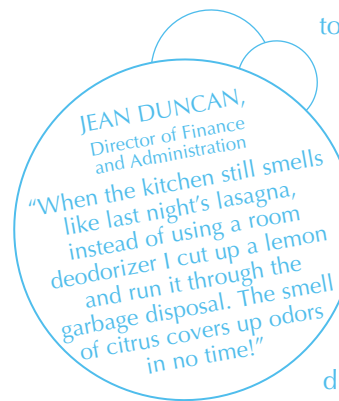 to
JEAN DUNCAN,
Director of Finance
and Administration
“When the kitchen still smells
like last night’s lasagna,
instead of using a room
deodorizer I cut up a lemon
and run it through the
garbage disposal. The smell
of citrus covers up odors
in no time!”
d